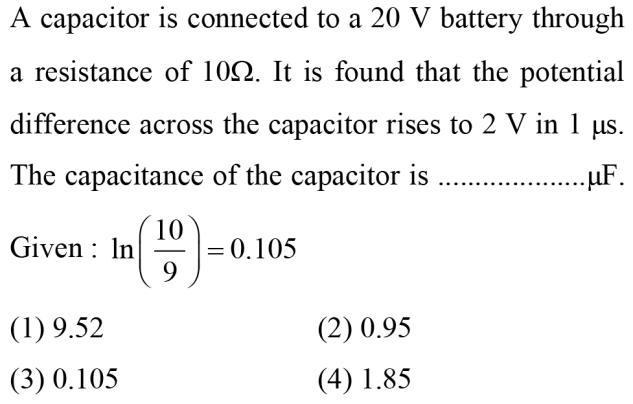 A capacitor is connected to a 20 V battery through
a resistance of 10Ω. It is found that the potential
difference across the capacitor rises to 2 V in 1 μs.
The capacitance of the capacitor is ....................μF.
Given : ln(10/9) = 0.105
(1) 9.52 (2) 0.95
(3) 0.105 (4) 1.85